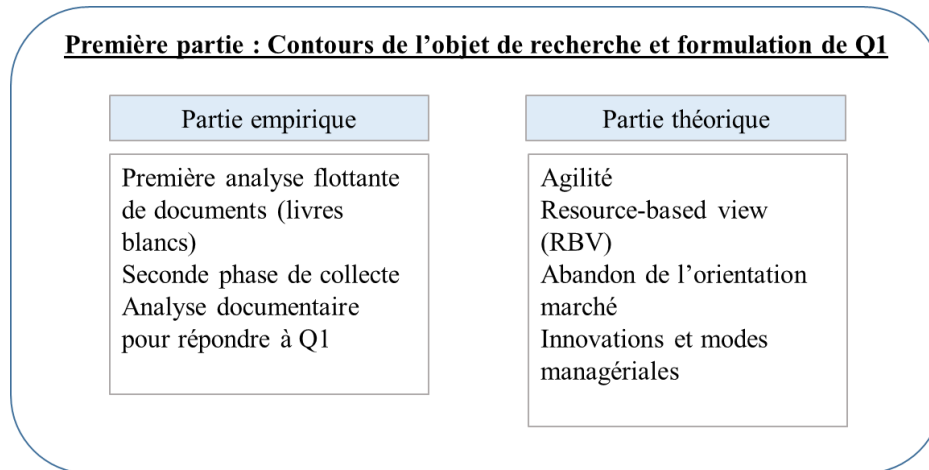 Première partie : Contours de l’objet de recherche et formulation de Q1
Partie empirique
Première analyse flottante
de documents (livres
blancs)
Seconde phase de collecte
Analyse documentaire
pour répondre à Q1
Partie théorique
Agilité
Resource-based view
(RBV)
Abandon de l’orientation
marché
Innovations et modes
managériales